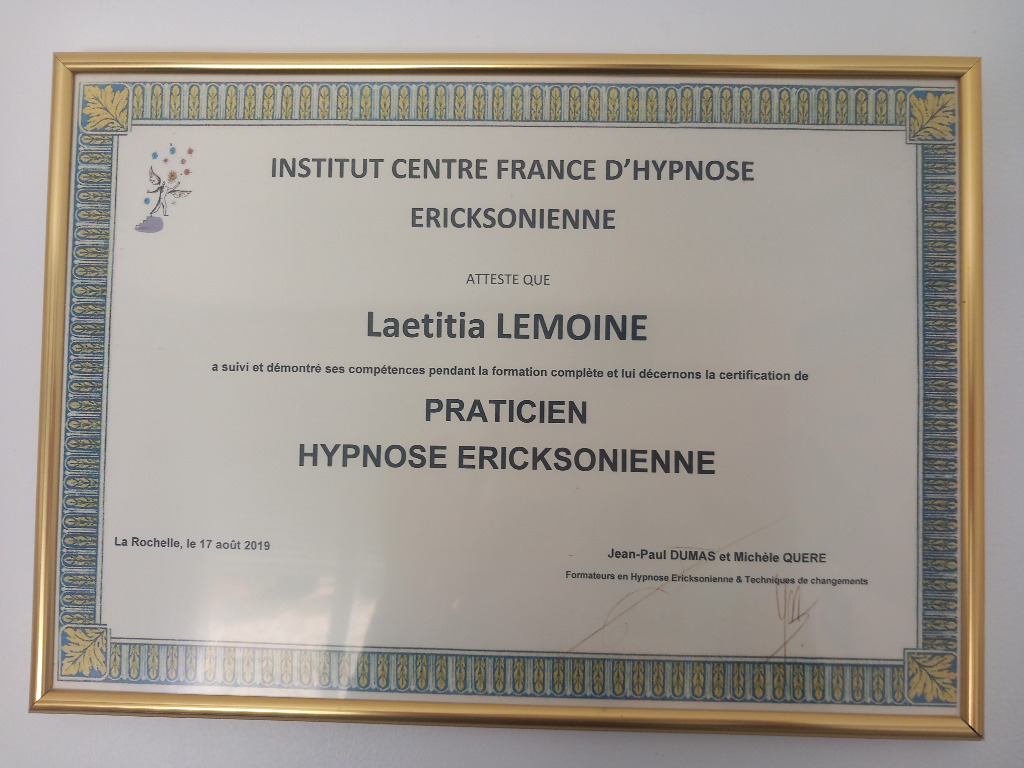 INSTITUT CENTRE FRANCE D'HYPNOSE
ERICKSONIENNE
ATTESTE QUE
Laetitia LEMOINE
a suivi et démontré ses compétences pendant la formation complète et lui décernons la certification de
PRATICIEN
HYPNOSE ERICKSONIENNE
La Rochelle, le 17 août 2019
Jean-Paul DUMAS et Michèle QUERE
Formateurs en Hypnose Ericksonienne & Techniques de changements